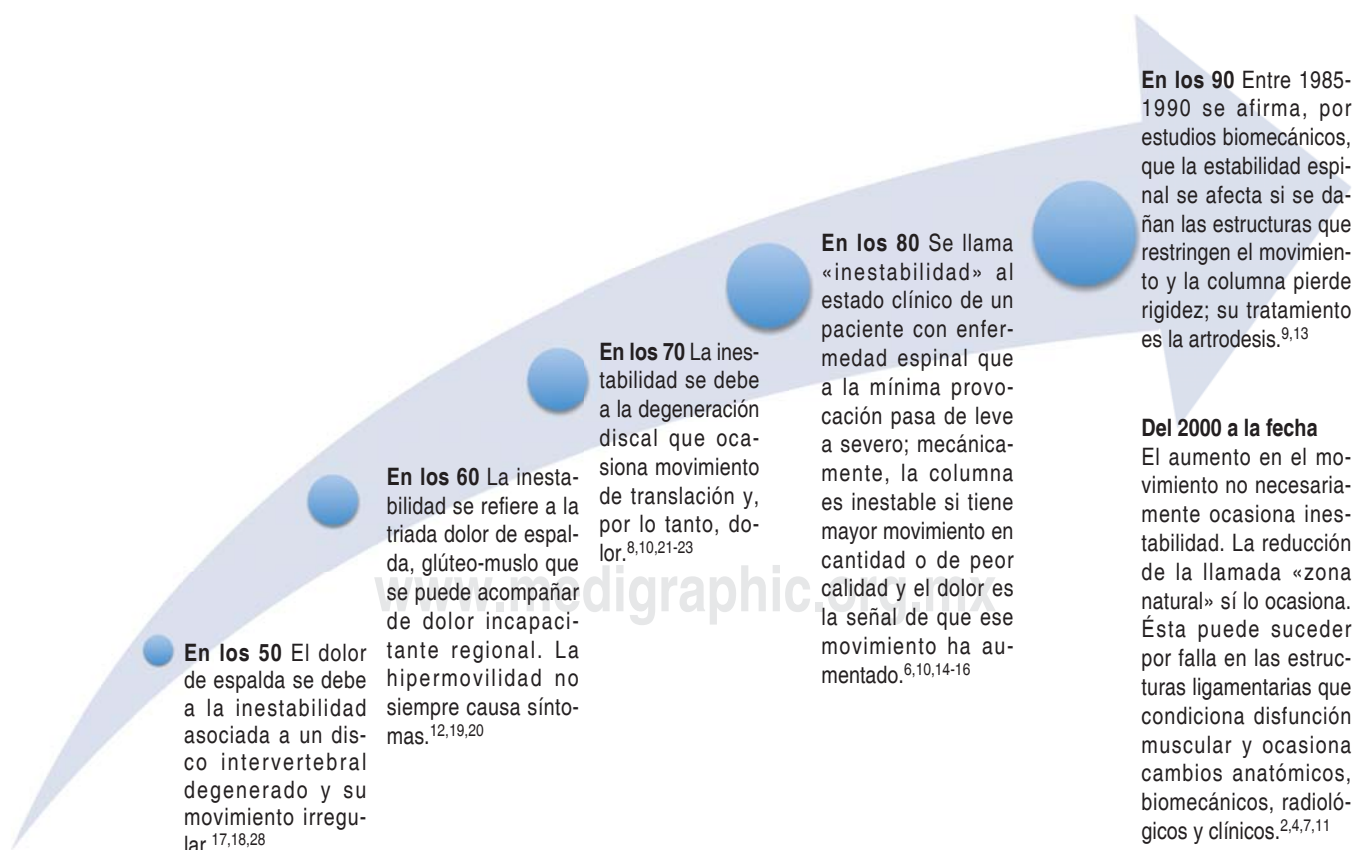 En los 50 El dolor
de espalda se debe
a la inestabilidad
asociada a un dis-
co intervertebral
degenerado y su
movimiento irregu-
lar.17,18,28
En los 60 La inesta-
bilidad se refiere a la
triada dolor de espal-
da, glúteo-muslo que
se puede acompañar
de dolor incapaci-
tante regional. La
hipermovilidad no
siempre causa sínto-
mas.12,19,20
En los 70 La ines-
tabilidad se debe
a la degeneración
discal que oca-
siona movimiento
de translación y,
por lo tanto, do-
lor.8,10,21-23
En los 80 Se llama
«inestabilidad» al
estado clínico de un
paciente con enfer-
medad espinal que
a la mínima provo-
cación pasa de leve
a severo; mecánica-
mente, la columna
es inestable si tiene
mayor movimiento en
cantidad o de peor
calidad y el dolor es
la señal de que ese
movimiento ha au-
mentado.6,10,14-16
En los 90 Entre 1985-
1990 se afirma, por
estudios biomecánicos,
que la estabilidad espi-
nal se afecta si se da-
ñan las estructuras que
restringen el movimien-
to y la columna pierde
rigidez; su tratamiento
es la artrodesis.9,13
Del 2000 a la fecha
El aumento en el mo-
vimiento no necesaria-
mente ocasiona ines-
tabilidad. La reducción
de la llamada «zona
natural» sí lo ocasiona.
Ésta puede suceder
por falla en las estruc-
turas ligamentarias que
condiciona disfunción
muscular y ocasiona
cambios anatómicos,
biomecánicos, radioló-
gicos y clínicos.2,4,7,11
www.medigraphic.org.mx